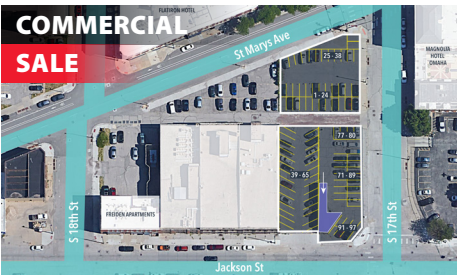 COMMERCIAL
SALE
FLATIRON HOTEL
St Marys Ave
MAGNOLIA
HOTEL
OMAHA
25 - 38
1 - 24
77 - 80
39 - 65
71 - 89
91 - 97
FREIDEN APARTMENTS
S 18th St
S 17th St
Jackson St